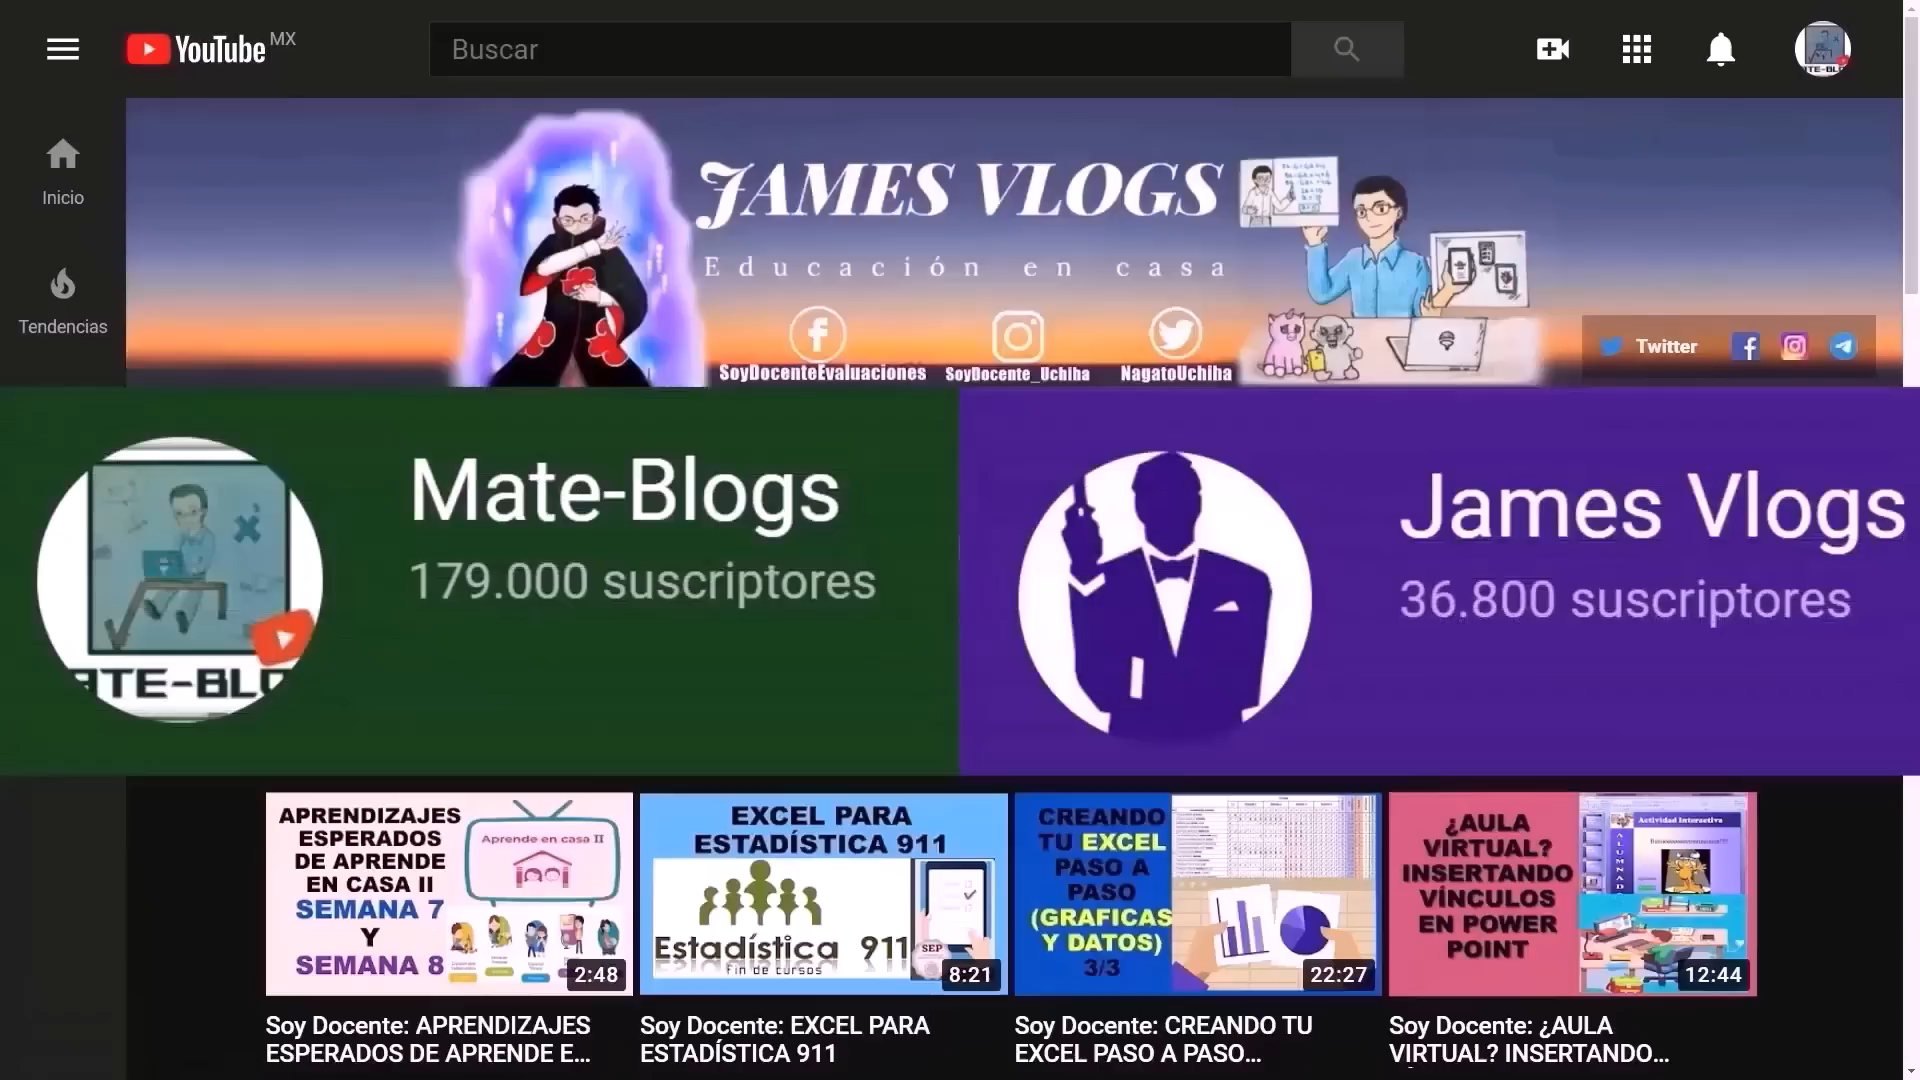 YouTube MX
Buscar
Inicio
Tendencias
JAMES VLOGS
Educación en casa
SoyDocenteEvaluaciones SoyDocente_Uchiha NagatoUchiha
Twitter
Mate-Blogs
179.000 suscriptores
ATE-BLO
James Vlogs
36.800 suscriptores
APRENDIZAJES
ESPERADOS
DE APRENDE
EN CASA II
SEMANA 7
Y
SEMANA 8
Aprende en casa II
2:48
EXCEL PARA
ESTADÍSTICA 911
Estadística 911
fin de cursos
SEP
8:21
CREANDO
TU EXCEL
PASO A
PASO
(GRAFICAS
Y DATOS)
3/3
22:27
¿AULA
VIRTUAL?
INSERTANDO
VÍNCULOS
EN POWER
POINT
Actividad Interactiva
ALUMNAD
12:44
Soy Docente: APRENDIZAJES
ESPERADOS DE APRENDE E...
Soy Docente: EXCEL PARA
ESTADÍSTICA 911
Soy Docente: CREANDO TU
EXCEL PASO A PASO...
Soy Docente: ¿AULA
VIRTUAL? INSERTANDO...